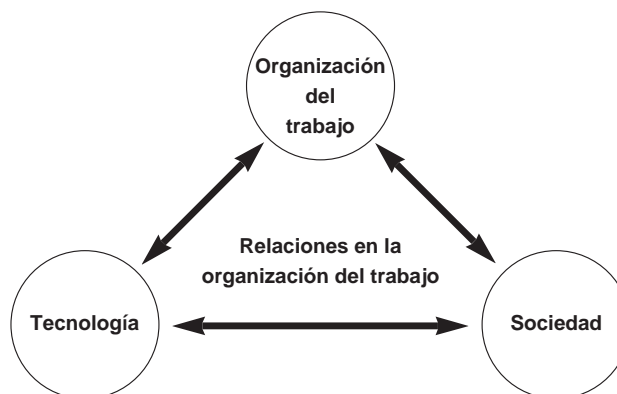 Organización
del
trabajo
Relaciones en la
organización del trabajo
Tecnología
Sociedad